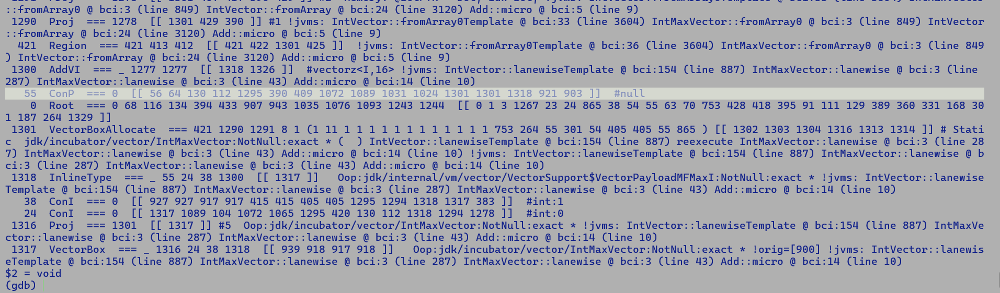 ::fromArray0 @ bci:3 (line 849) IntVector::fromArray @ bci:24 (line 3120) Add::micro @ bci:5 (line 9)
 1290  Proj  === 1278  [[ 1301 429 390 ]] #1 !jvms: IntVector::fromArray0Template @ bci:33 (line 3604) IntMaxVector::fromArray0 @ bci:3 (line 849) IntVector
::fromArray @ bci:24 (line 3120) Add::micro @ bci:5 (line 9)
  421  Region  === 421 413 412  [[ 421 422 1301 425 ]]  !jvms: IntVector::fromArray0Template @ bci:36 (line 3604) IntMaxVector::fromArray0 @ bci:3 (line 849
) IntVector::fromArray @ bci:24 (line 3120) Add::micro @ bci:5 (line 9)
 1300  AddVI  === _ 1277 1277  [[ 1318 1326 ]]  #vectorz<I,16> !jvms: IntVector::lanewiseTemplate @ bci:154 (line 887) IntMaxVector::lanewise @ bci:3 (line
287) IntMaxVector::lanewise @ bci:3 (line 43) Add::micro @ bci:14 (line 10)
   55  ConP  === 0  [[ 56 64 130 112 1295 390 409 1072 1089 1031 1024 1301 1301 1318 921 903 ]]  #null
    0  Root  === 0 68 116 134 394 433 907 943 1035 1076 1093 1243 1244  [[ 0 1 3 1267 23 24 865 38 54 55 63 70 753 428 418 395 91 111 129 389 360 331 168 30
1 187 264 1329 ]]
 1301  VectorBoxAllocate  === 421 1290 1291 8 1 (1 11 1 1 1 1 1 1 1 1 1 1 1 1 753 264 55 301 54 405 405 55 865 ) [[ 1302 1303 1304 1316 1313 1314 ]] # Stati
c  jdk/incubator/vector/IntMaxVector:NotNull:exact * (  ) IntVector::lanewiseTemplate @ bci:154 (line 887) reexecute IntMaxVector::lanewise @ bci:3 (line 28
7) IntMaxVector::lanewise @ bci:3 (line 43) Add::micro @ bci:14 (line 10) !jvms: IntVector::lanewiseTemplate @ bci:154 (line 887) IntMaxVector::lanewise @ b
ci:3 (line 287) IntMaxVector::lanewise @ bci:3 (line 43) Add::micro @ bci:14 (line 10)
 1318  InlineType  === _ 55 24 38 1300  [[ 1317 ]]   Oop:jdk/internal/vm/vector/VectorSupport$VectorPayloadMFMaxI:NotNull:exact * !jvms: IntVector::lanewise
Template @ bci:154 (line 887) IntMaxVector::lanewise @ bci:3 (line 287) IntMaxVector::lanewise @ bci:3 (line 43) Add::micro @ bci:14 (line 10)
   38  ConI  === 0  [[ 927 927 917 917 415 415 405 405 1295 1294 1318 1317 383 ]]  #int:1
   24  ConI  === 0  [[ 1317 1089 104 1072 1065 1295 420 130 112 1318 1294 1278 ]]  #int:0
 1316  Proj  === 1301  [[ 1317 ]] #5  Oop:jdk/incubator/vector/IntMaxVector:NotNull:exact * !jvms: IntVector::lanewiseTemplate @ bci:154 (line 887) IntMaxVe
ctor::lanewise @ bci:3 (line 287) IntMaxVector::lanewise @ bci:3 (line 43) Add::micro @ bci:14 (line 10)
 1317  VectorBox  === _ 1316 24 38 1318  [[ 939 918 917 918 ]]   Oop:jdk/incubator/vector/IntMaxVector:NotNull:exact * !orig=[900] !jvms: IntVector::lanewis
eTemplate @ bci:154 (line 887) IntMaxVector::lanewise @ bci:3 (line 287) IntMaxVector::lanewise @ bci:3 (line 43) Add::micro @ bci:14 (line 10)
$2 = void
(gdb)